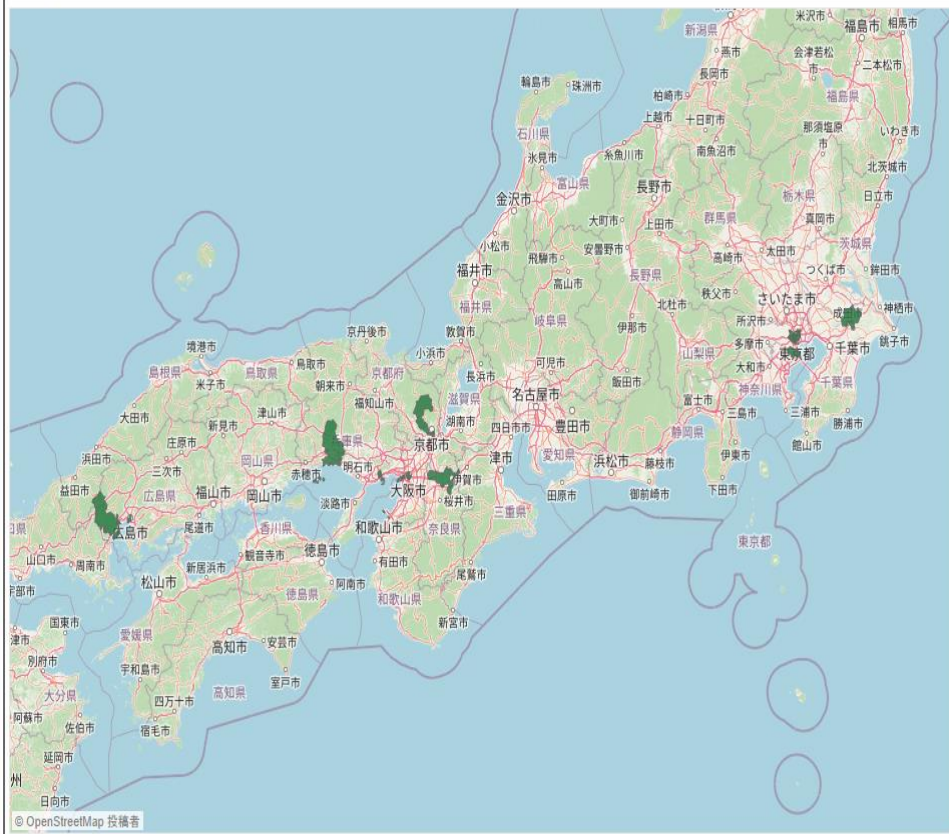 米沢市
相馬市
福島市
新潟県
燕市
会津若松
市
二本松市
長岡市
福島県
輪島市
珠洲市
柏崎市
上越市
十日町市
那須塩原
市
いわき市
石川県
南魚沼市
氷見市
糸魚川市
北茨城市
富山県
長野市
栃木県
日立市
金沢市
大町市
上田市
群馬県
真岡市
小松市
安曇野市
高崎市
太田市
茨城県
飛騨市
つくば市
鉾田市
福井市
高山市
長野県
秩父市
さいたま市
福井県
北杜市
所沢市
神栖市
岐阜県
伊那市
銚子市
京丹後市
敦賀市
山梨県
多摩市
東京都
千葉市
境港市
小浜市
大和市
島根県
鳥取県
鳥取市
京都府
可児市
飯田市
神奈川県
千葉県
米子市
朝来市
長浜市
富士市
大田市
福知山市
滋賀県
名古屋市
三島市
三浦市
勝浦市
津山市
湖南市
四日市市
豊田市
静岡県
館山市
浜田市
庄原市
新見市
京都市
愛知県
伊東市
三次市
岡山県
赤穂市
明石市
津市
浜松市
藤枝市
下田市
益田市
広島県
福山市
岡山市
大阪市
伊賀市
田原市
御前崎市
淡路市
桜井市
広島市
尾道市
香川県
和歌山市
奈良県
三重県
東京都
山口市
周南市
新居浜市
観音寺市
徳島市
有田市
尾鷲市
宇部市
松山市
徳島県
阿南市
和歌山県
国東市
愛媛県
高知市
安芸市
新宮市
別府市
宇和島市
室戸市
大分県
四万十市
高知県
阿蘇市
佐伯市
宿毛市
延岡市
州
日向市
© OpenStreetMap 投稿者